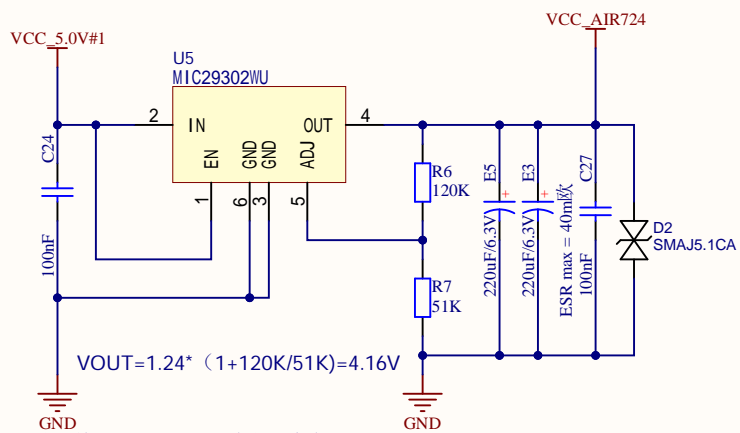 VCC_5.0V#1
VCC_AIR724
U5
MIC29302WU
2
IN
OUT
4
EN
GND
GND
ADJ
1
6
3
5
C24
100nF
R6
120K
R7
51K
E5
220uF/6.3V
+
E3
220uF/6.3V
+
ESR max = 40m欧
C27
100nF
D2
SMAJ5.1CA
VOUT=1.24*（1+120K/51K)=4.16V
GND
GND